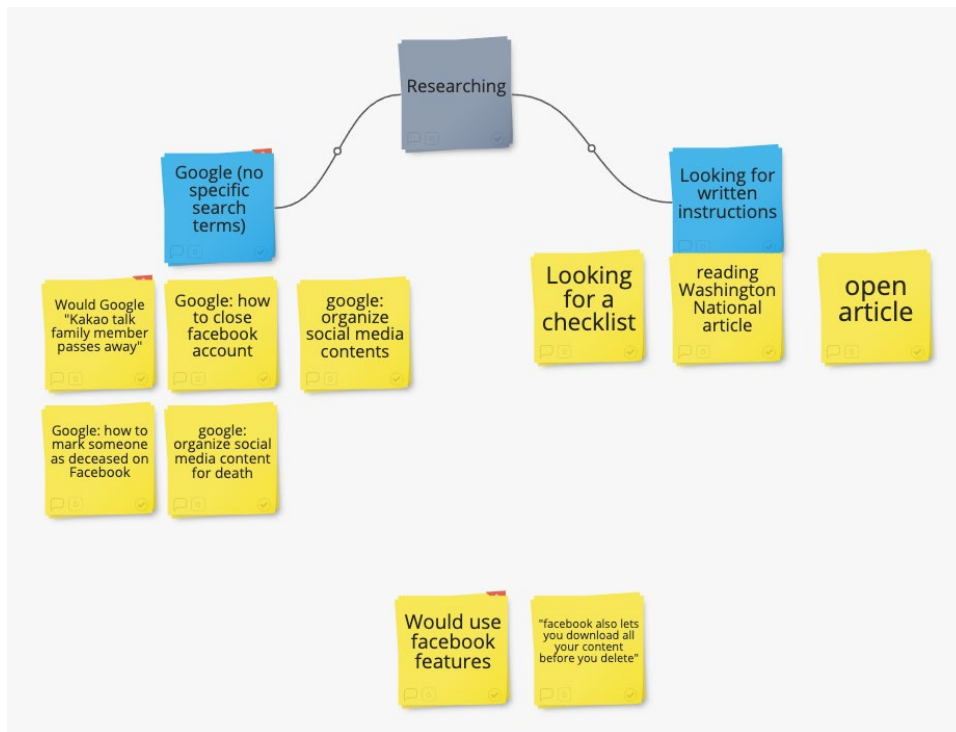 Researching
Google (no
specific
search
terms)
Looking for
written
instructions
Would Google
"Kakao talk
family member
passes away"
Google: how
to close
facebook
account
google:
organize
social media
contents
Looking
for a
checklist
reading
Washington
National
article
open
article
Google: how to
mark someone
as deceased on
Facebook
google:
organize social
media content
for death
Would use
facebook
features
"facebook also lets
you download all
your content
before you delete"